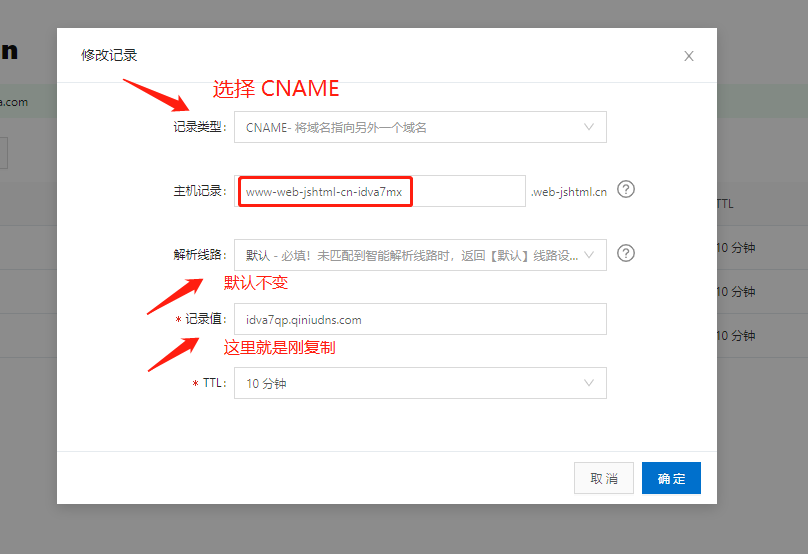 n
修改记录
选择 CNAME
a.com
记录类型:
CNAME- 将域名指向另外一个域名
主机记录:
www-web-jshtml-cn-idva7mx
.web-jshtml.cn
?
TTL
解析线路:
默认 - 必填！未匹配到智能解析线路时，返回【默认】线路设...
?
10 分钟
默认不变
10 分钟
* 记录值:
idva7qp.qiniudns.com
10 分钟
这里就是刚复制
* TTL:
10 分钟
取 消
确 定